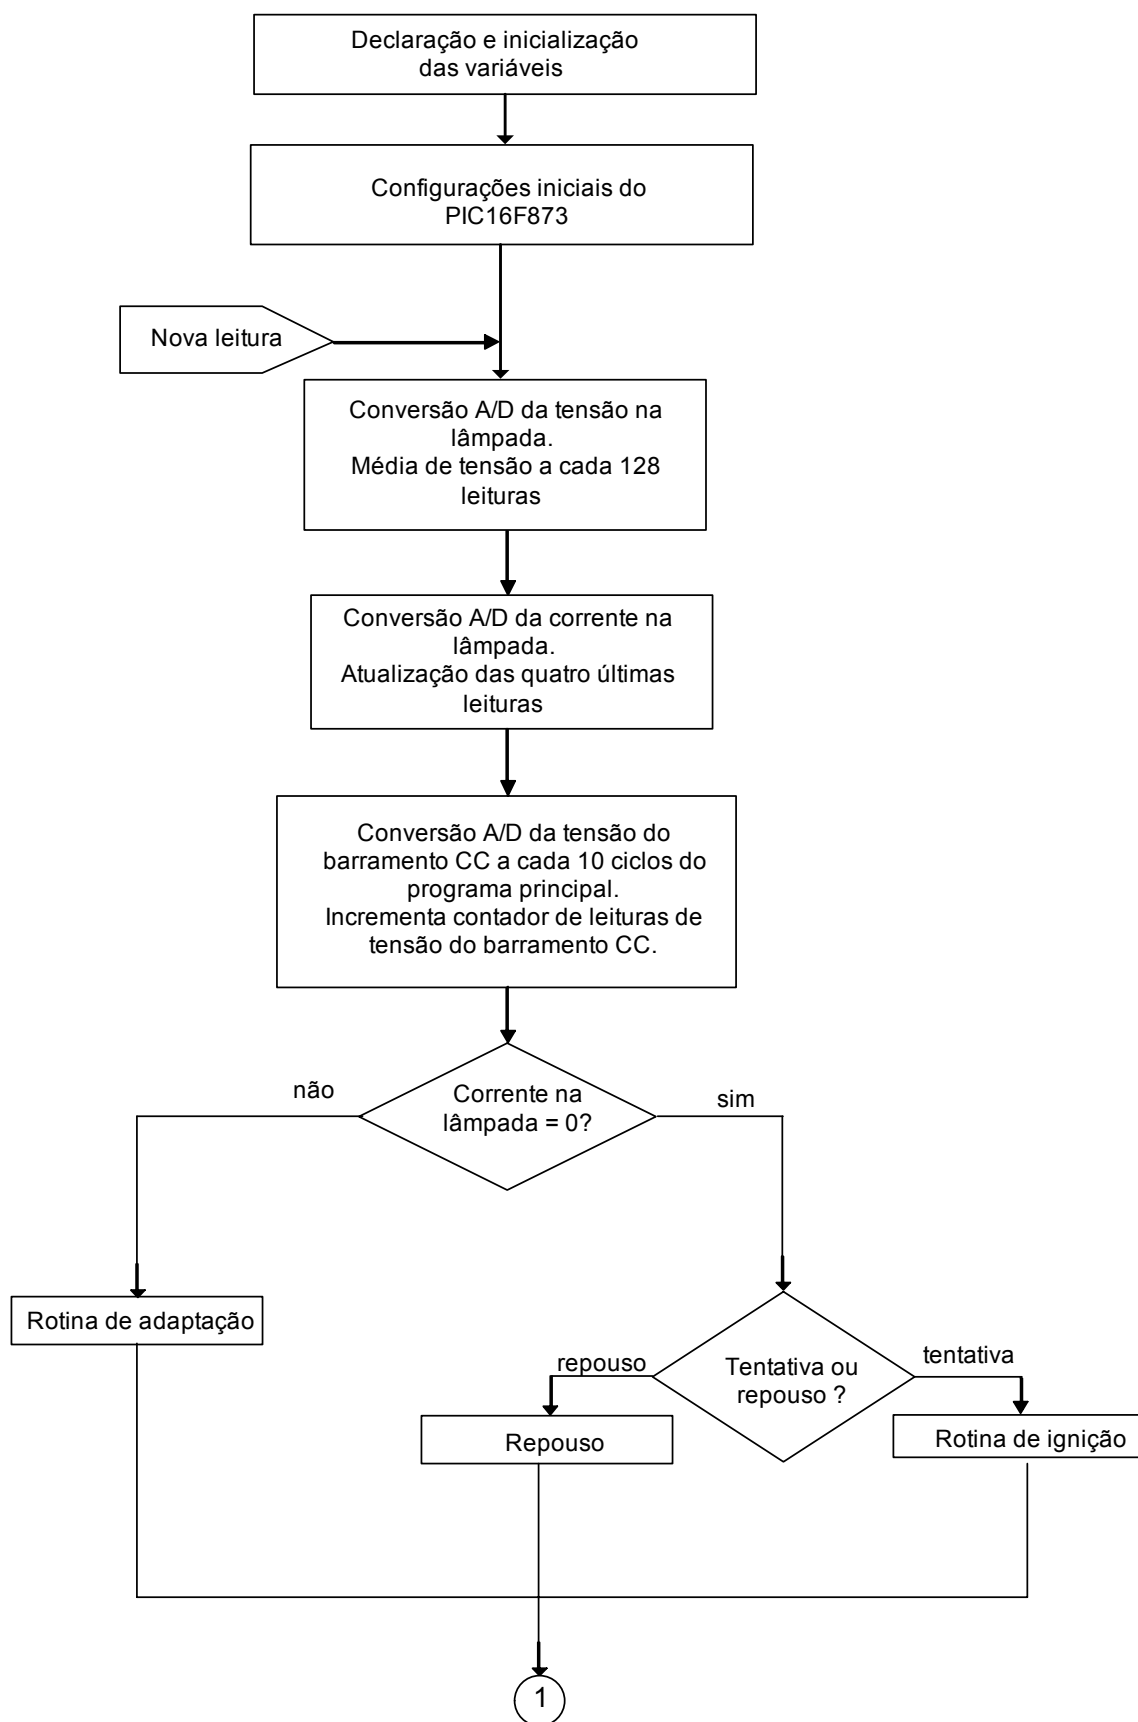 Declaração e inicialização
das variáveis
Configurações iniciais do
PIC16F873
Nova leitura
Conversão A/D da tensão na
lâmpada.
Média de tensão a cada 128
leituras
Conversão A/D da corrente na
lâmpada.
Atualização das quatro últimas
leituras
Conversão A/D da tensão do
barramento CC a cada 10 ciclos do
programa principal.
Incrementa contador de leituras de
tensão do barramento CC.
não
Corrente na
lâmpada = 0?
sim
Rotina de adaptação
repouso
Tentativa ou
repouso ?
tentativa
Repouso
Rotina de ignição
1